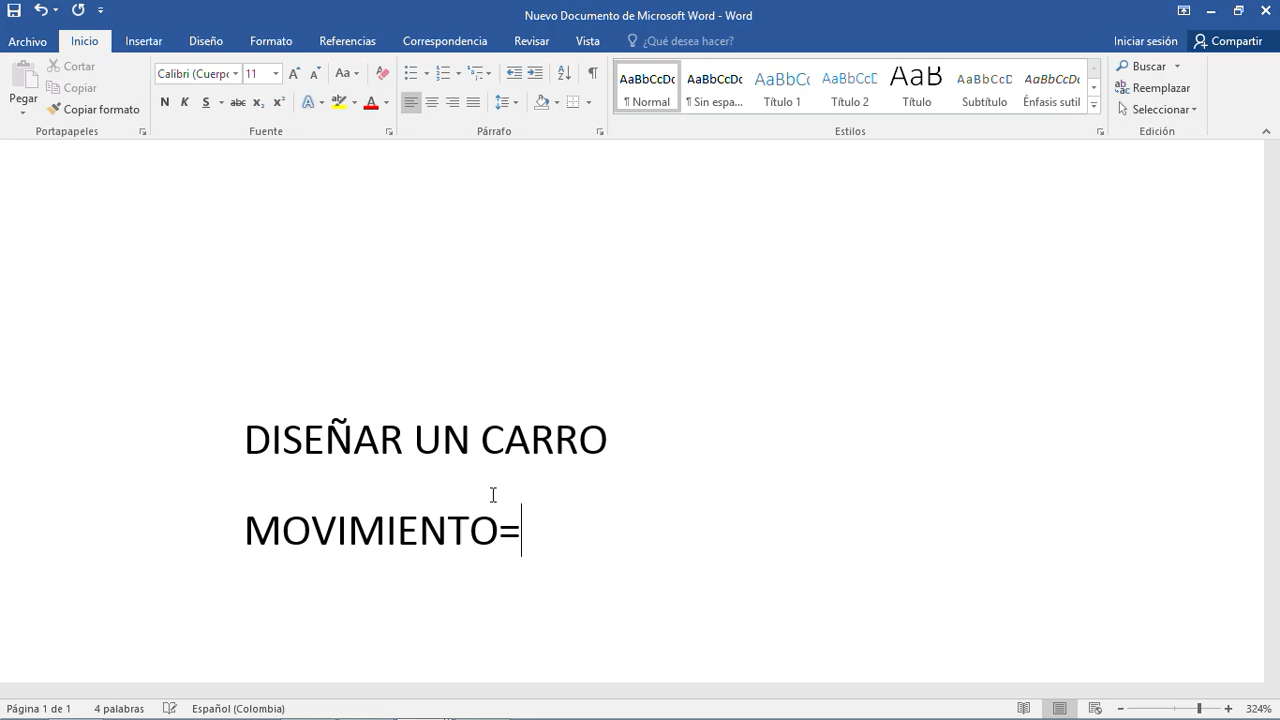 Nuevo Documento de Microsoft Word - Word
Archivo Inicio Insertar Diseño Formato Referencias Correspondencia Revisar Vista ¿Qué desea hacer? Iniciar sesión Compartir
Pegar
Cortar
Copiar
Copiar formato
Portapapeles
Calibri (Cuerpo 11 Aa
N K S abc x₂ x² A A
Fuente
Párrafo
AaBbCcDc AaBbCcDc AaBbCc AaBbCcD AaB AaBbCcD AaBbCcDc
¶ Normal ¶ Sin espa... Título 1 Título 2 Título Subtítulo Énfasis sutil
Estilos
Buscar
Reemplazar
Seleccionar
Edición
DISEÑAR UN CARRO
MOVIMIENTO=
Página 1 de 1 4 palabras Español (Colombia) 324%